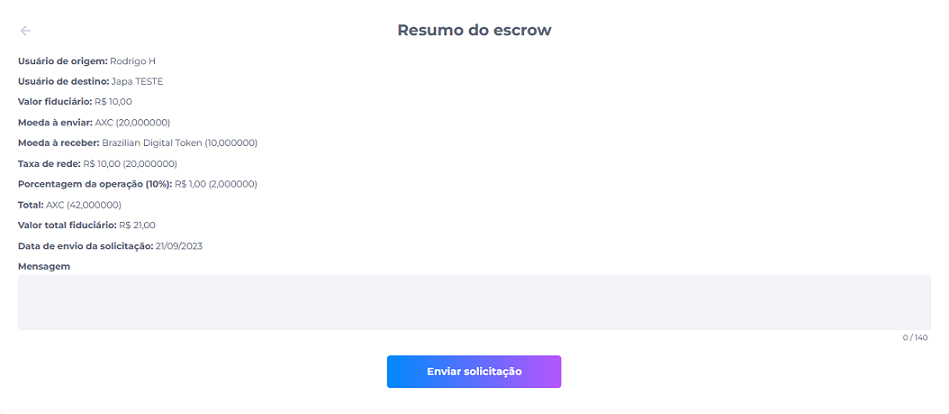 ←
Resumo do escrow
Usuário de origem: Rodrigo H
Usuário de destino: Japa TESTE
Valor fiduciário: R$ 10,00
Moeda à enviar: AXC (20,000000)
Moeda à receber: Brazilian Digital Token (10,000000)
Taxa de rede: R$ 10,00 (20,000000)
Porcentagem da operação (10%): R$ 1,00 (2,000000)
Total: AXC (42,000000)
Valor total fiduciário: R$ 21,00
Data de envio da solicitação: 21/09/2023
Mensagem
0 / 140
Enviar solicitação